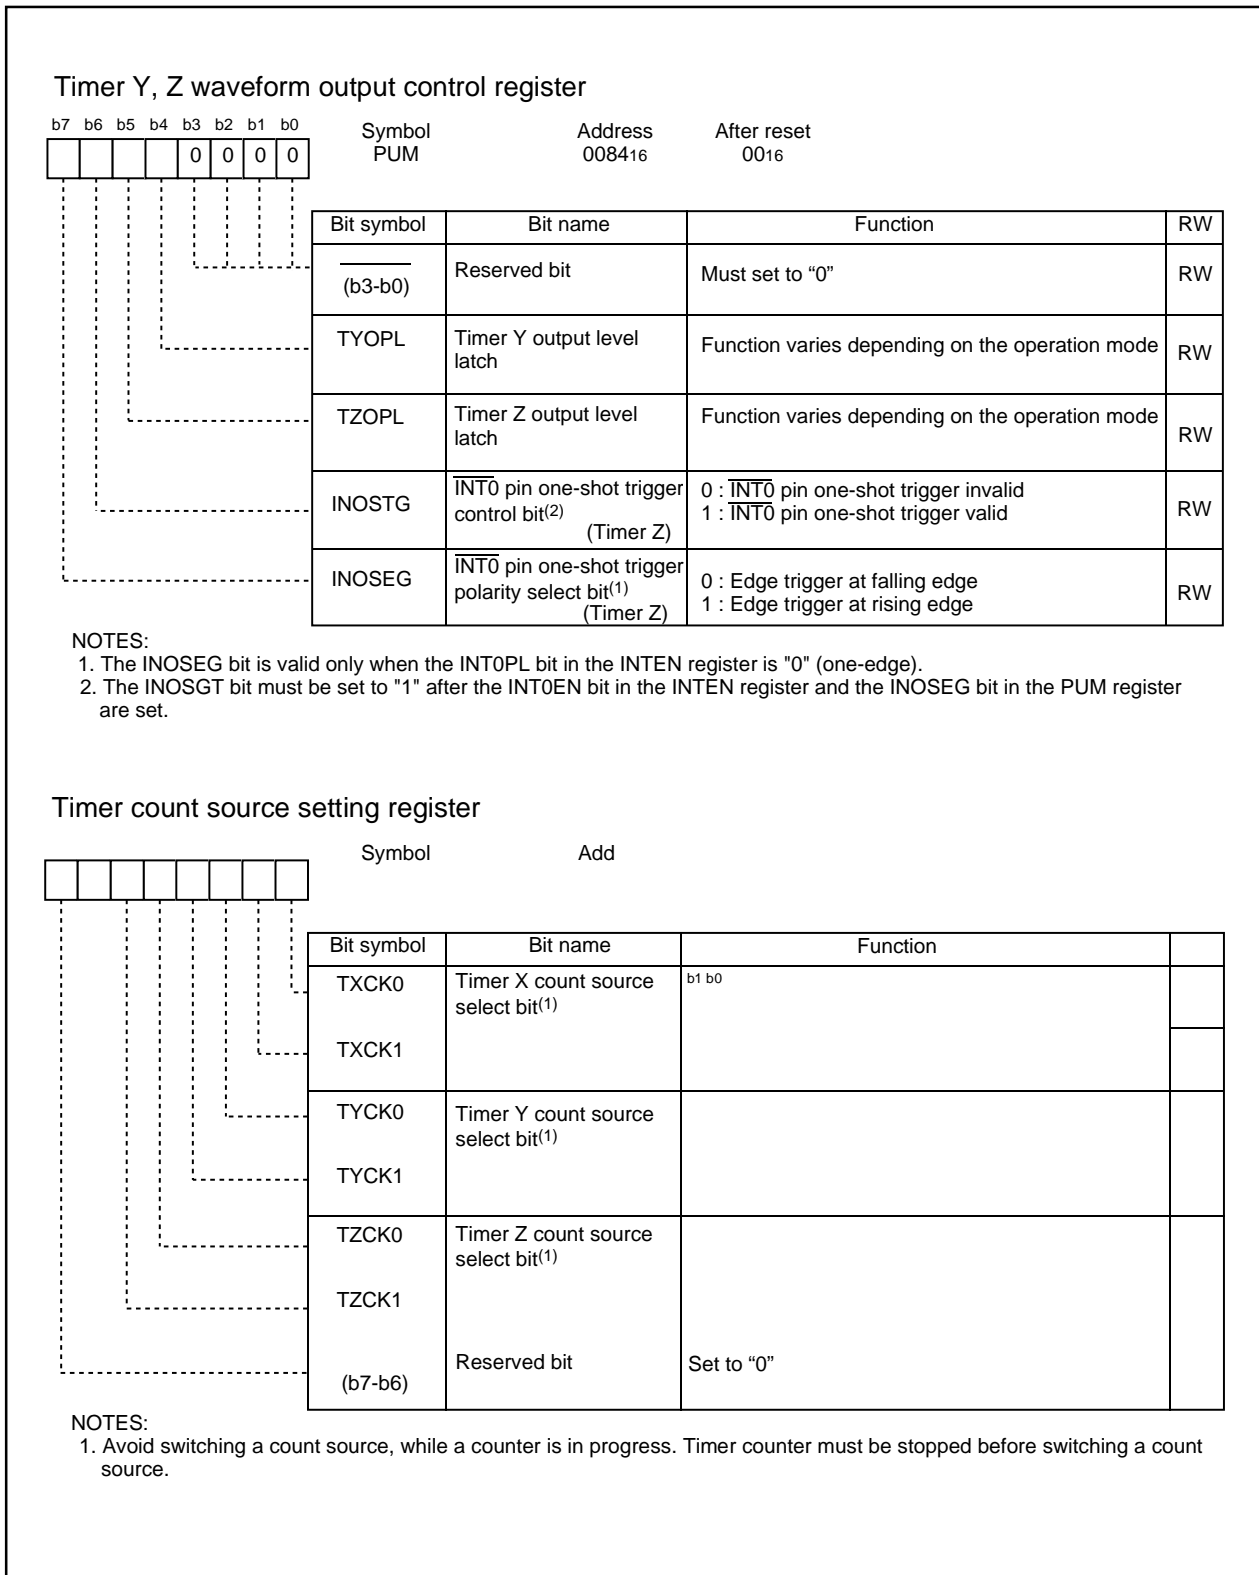 Timer Y, Z waveform output control register
b7 b6 b5 b4 b3 b2 b1 b0
Symbol Address After reset
0 0 0 0
PUM 008416 0016
Bit symbol Bit name Function RW
(b3-b0) Reserved bit Must set to “0” RW
TYOPL Timer Y output level latch Function varies depending on the operation mode RW
TZOPL Timer Z output level latch Function varies depending on the operation mode RW
INOSTG INT0 pin one-shot trigger control bit(2) (Timer Z) 0 : INT0 pin one-shot trigger invalid
1 : INT0 pin one-shot trigger valid RW
INOSEG INT0 pin one-shot trigger polarity select bit(1) (Timer Z) 0 : Edge trigger at falling edge
1 : Edge trigger at rising edge RW
NOTES:
1. The INOSEG bit is valid only when the INT0PL bit in the INTEN register is "0" (one-edge).
2. The INOSGT bit must be set to "1" after the INT0EN bit in the INTEN register and the INOSEG bit in the PUM register
are set.
Timer count source setting register
Symbol Add
Bit symbol Bit name Function
TXCK0 Timer X count source select bit(1) b1 b0
TXCK1
TYCK0 Timer Y count source select bit(1)
TYCK1
TZCK0 Timer Z count source select bit(1)
TZCK1
(b7-b6) Reserved bit Set to “0”
NOTES:
1. Avoid switching a count source, while a counter is in progress. Timer counter must be stopped before switching a count
source.